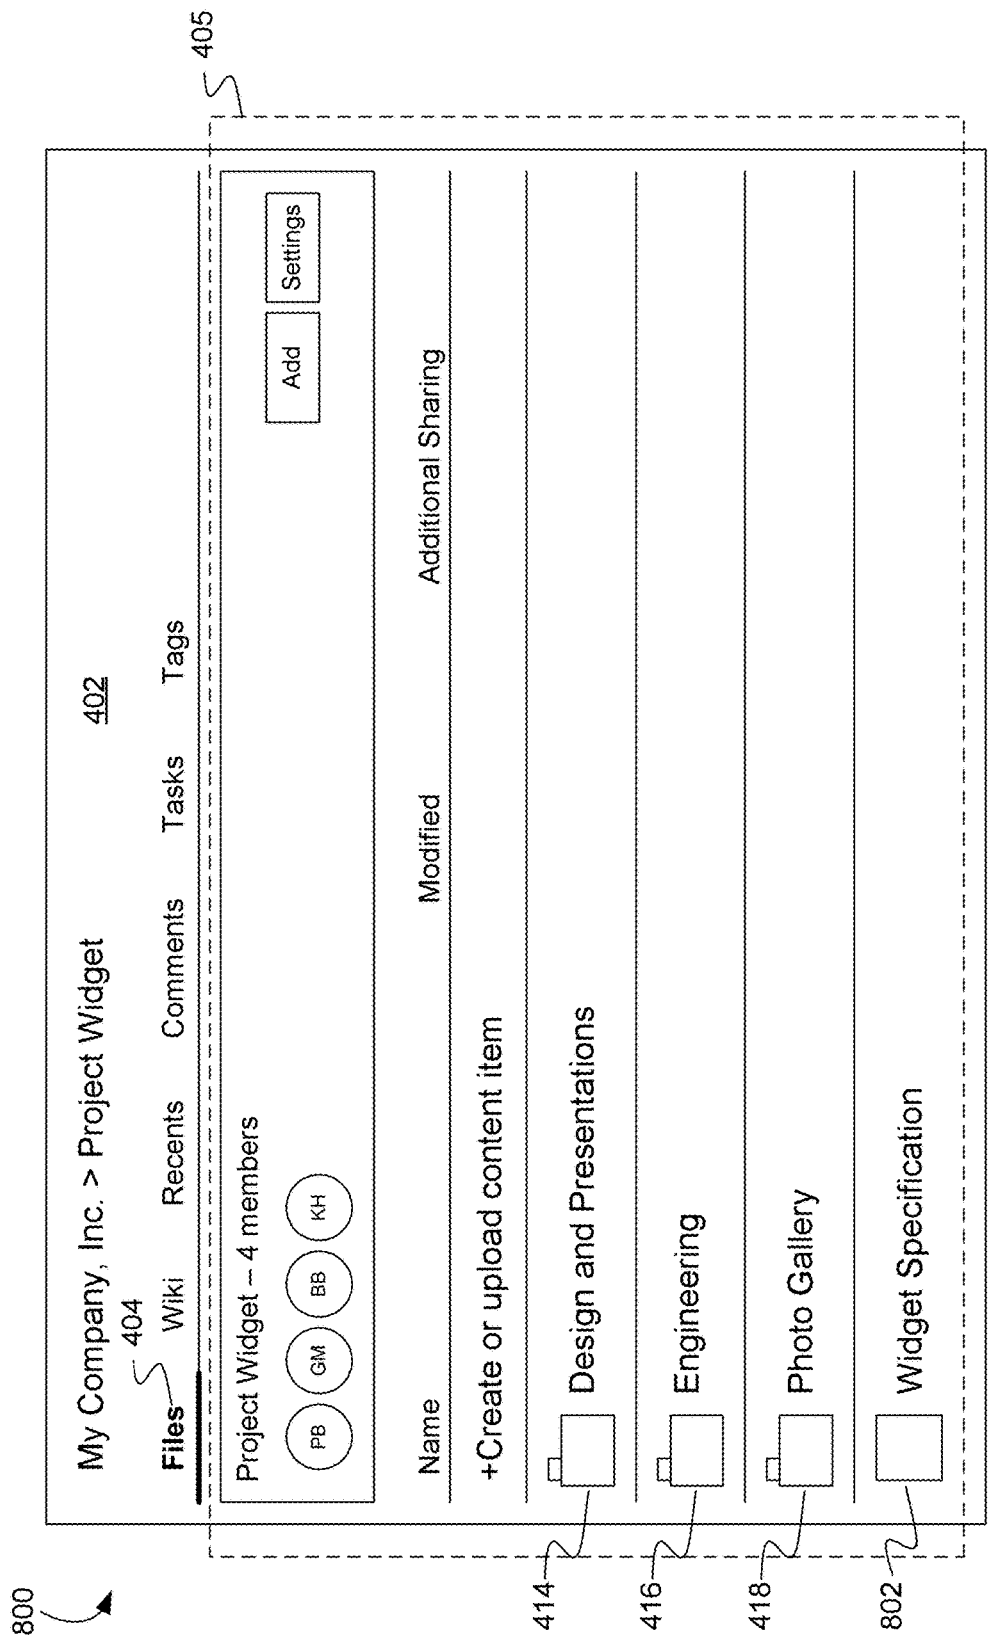 800
My Company, Inc. > Project Widget
402
404
405
Files Wiki Recents Comments Tasks Tags
Project Widget – 4 members
PB GM BB KH
Add Settings
Name Modified Additional Sharing
+Create or upload content item
414 Design and Presentations
416 Engineering
418 Photo Gallery
802 Widget Specification